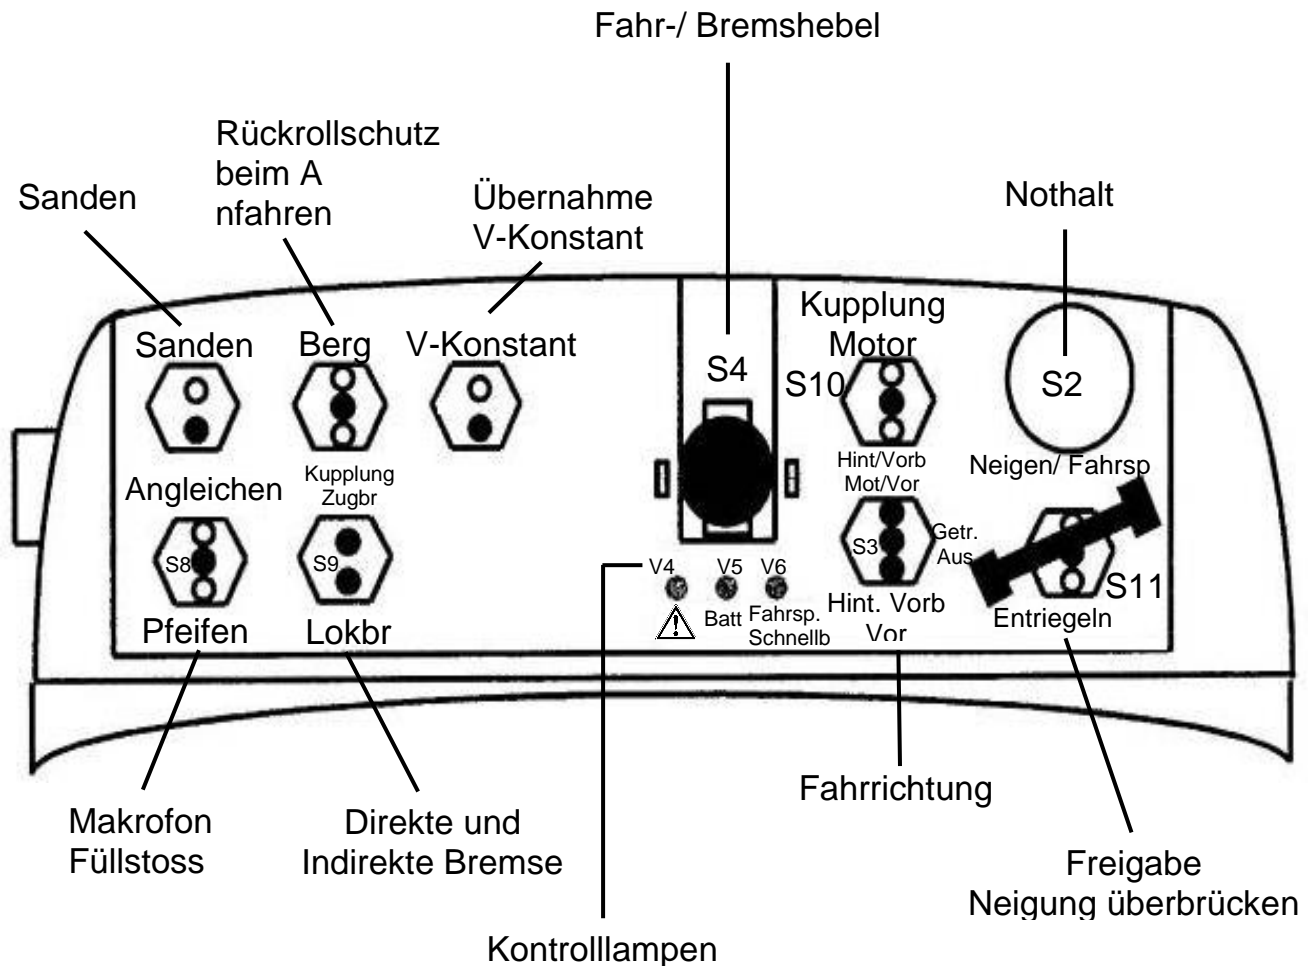 Fahr-/ Bremshebel
Rückrollschutz
beim A
nfahren
Sanden
Übernahme
V-Konstant
Nothalt
Sanden
Berg
V-Konstant
S4
Kupplung
Motor
S10
S2
Angleichen
Kupplung
Zugbr
Hint/Vorb
Mot/Vor
Neigen/ Fahrsp
S8
S9
S3
Getr.
Aus
S11
V4
V5
V6
Batt
Fahrsp.
Schnellb
Pfeifen
Lokbr
Hint. Vorb
Vor
Entriegeln
Makrofon
Füllstoss
Direkte und
Indirekte Bremse
Fahrrichtung
Freigabe
Neigung überbrücken
Kontrolllampen